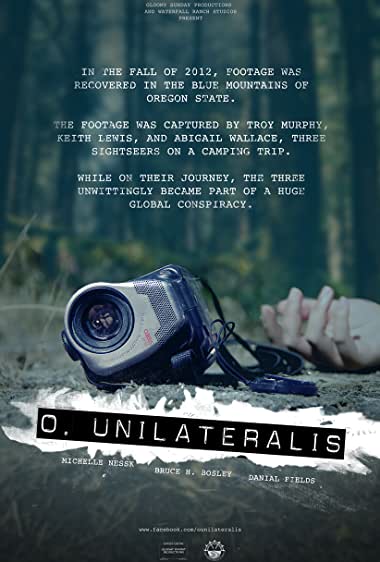 GLOOMY SUNDAY PRODUCTIONS
AND WATERFALL RANCH STUDIOS
PRESENT
IN THE FALL OF 2012, FOOTAGE WAS
RECOVERED IN THE BLUE MOUNTAINS OF
OREGON STATE.
THE FOOTAGE WAS CAPTURED BY TROY MURPHY,
KEITH LEWIS, AND ABIGAIL WALLACE, THREE
SIGHTSEERS ON A CAMPING TRIP.
WHILE ON THEIR JOURNEY, THE THREE
UNWITTINGLY BECAME PART OF A HUGE
GLOBAL CONSPIRACY.
O. UNILATERALIS
MICHELLE NESSK BRUCE H. BOSLEY DANIAL FIELDS
www.facebook.com/ounilateralis